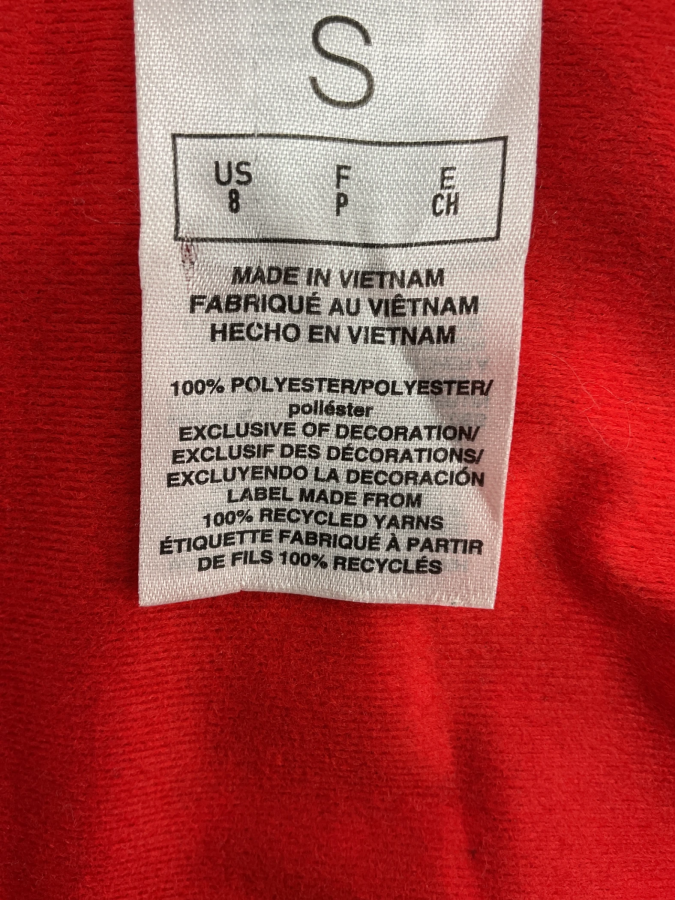 S
US F E
8 P CH
MADE IN VIETNAM
FABRIQUÉ AU VIÊTNAM
HECHO EN VIETNAM
100% POLYESTER/POLYESTER/
poliéster
EXCLUSIVE OF DECORATION/
EXCLUSIF DES DÉCORATIONS/
EXCLUYENDO LA DECORACIÓN
LABEL MADE FROM
100% RECYCLED YARNS
ÉTIQUETTE FABRIQUÉ À PARTIR
DE FILS 100% RECYCLÉS